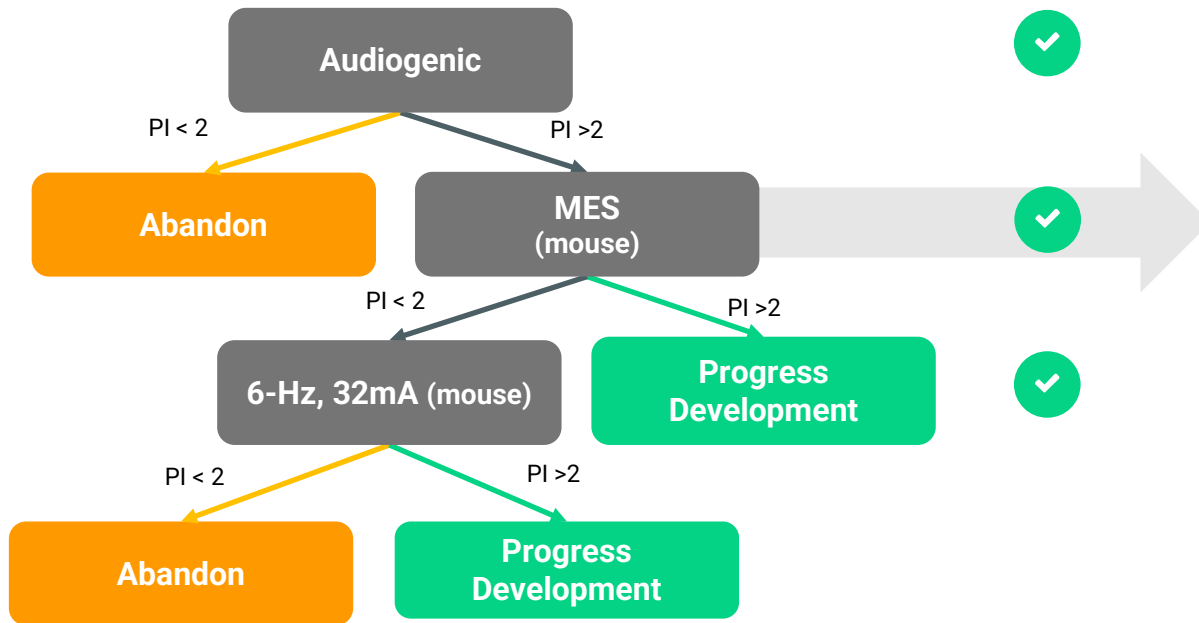 Audiogenic
PI < 2
PI >2
Abandon
MES
(mouse)
PI < 2
PI >2
6-Hz, 32mA (mouse)
Progress
Development
PI < 2
PI >2
Abandon
Progress
Development